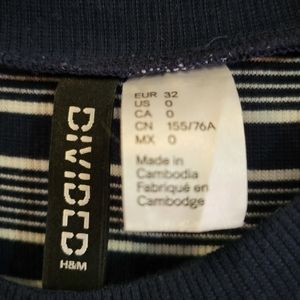 DIVIDED
H&M
EUR 32
US 0
CA 0
CN 155/76A
MX 0
Made in
Cambodia
Fabriqué en
Cambodge